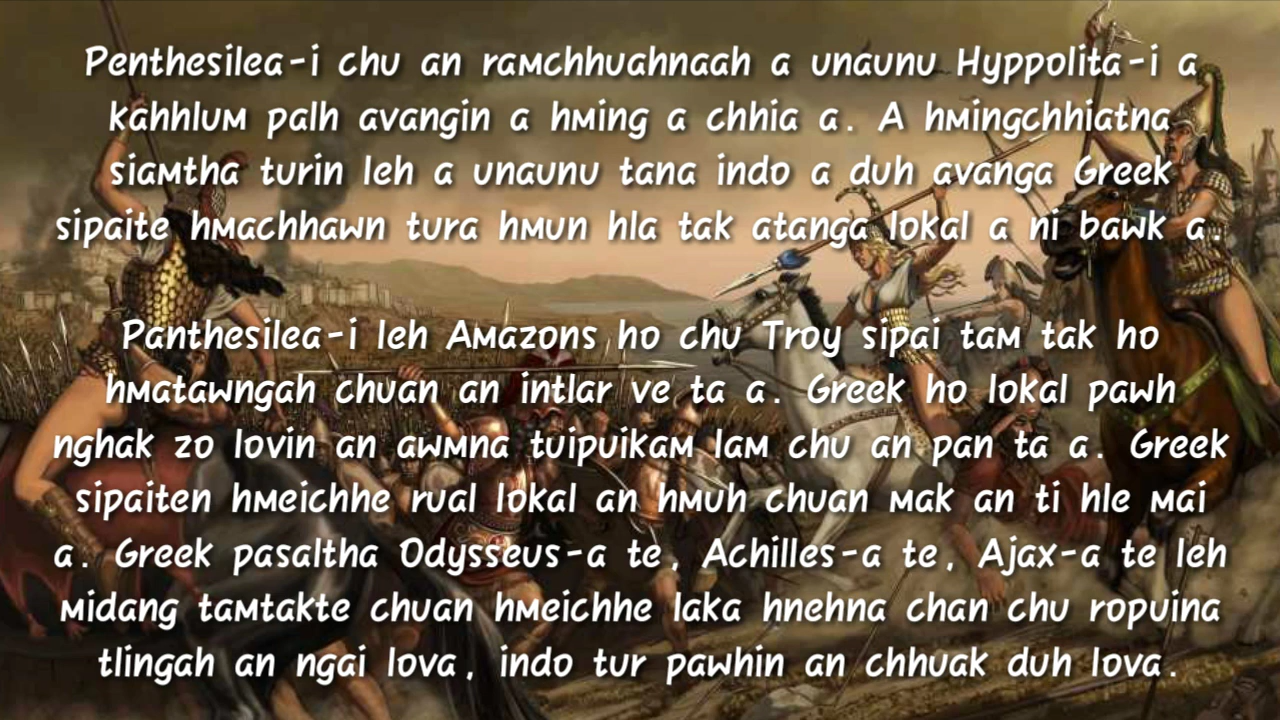 Penthesilea-i chu an ramchhuahnaah a unaunu Hyppolita-i a
kahhlum palh avangin a hming a chhia a. A hmingchhiatna
siamtha turin leh a unaunu tana indo a duh avanga Greek
sipaite hmachhawn tura hmun hla tak atanga lokal a ni bawk a.
Panthesilea-i leh Amazons ho chu Troy sipai tam tak ho
hmatawngah chuan an intlar ve ta a. Greek ho lokal pawh
nghak zo lovin an awmna tuipuikam lam chu an pan ta a. Greek
sipaiten hmeichhe rual lokal an hmuh chuan mak an ti hle mai
a. Greek pasaltha Odysseus-a te, Achilles-a te, Ajax-a te leh
midang tamtakte chuan hmeichhe laka hnehna chan chu ropuina
tlingah an ngai lova, indo tur pawhin an chhuak duh lova.